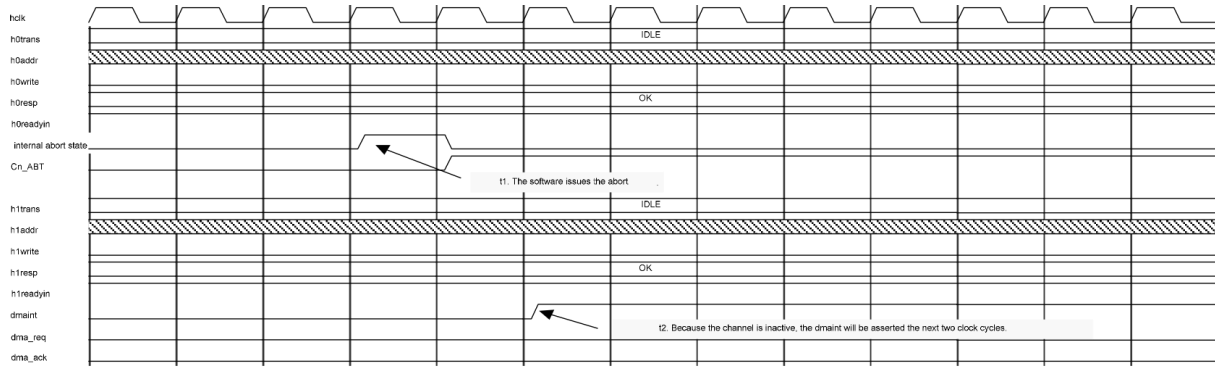 hclk
h0trans
IDLE
h0addr
h0write
h0resp
OK
h0readyin
internal abort state
Cn_ABT
t1. The software issues the abort
h1trans
IDLE
h1addr
h1write
h1resp
OK
h1readyin
dmaint
t2. Because the channel is inactive, the dmaint will be asserted the next two clock cycles.
dma_req
dma_ack